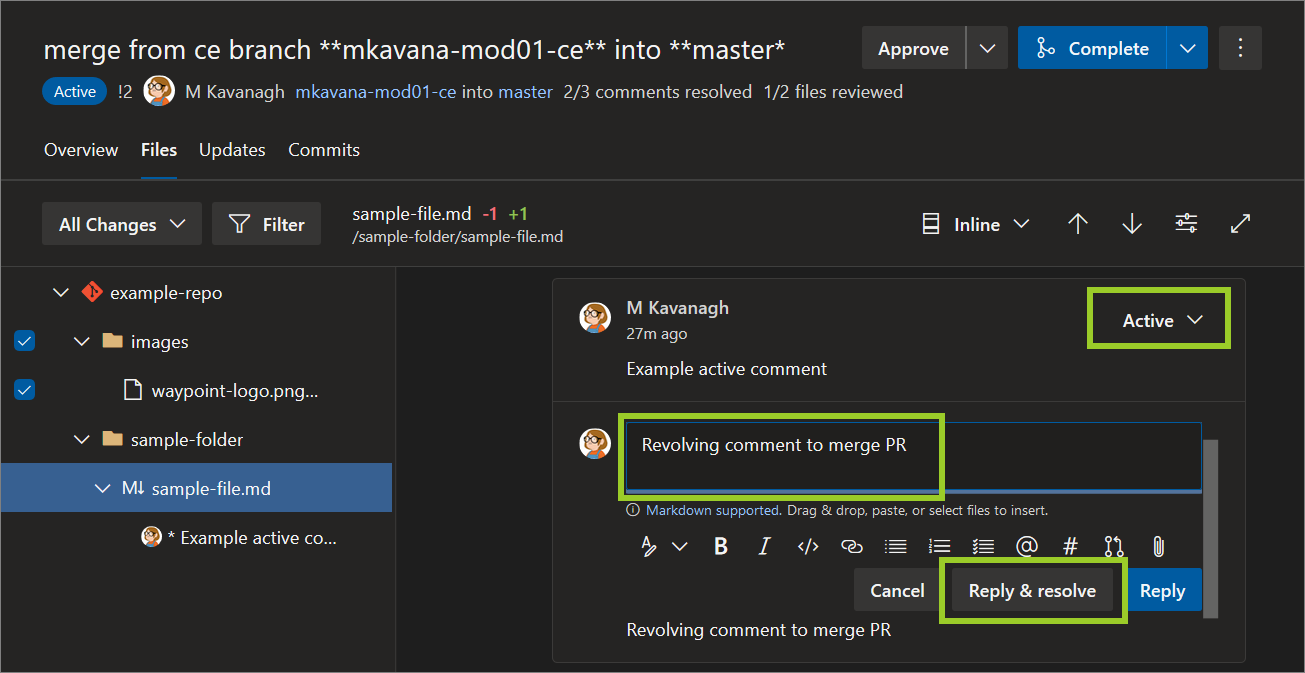 merge from ce branch **mkavana-mod01-ce** into **master*
Approve
Complete
Active !2 M Kavanagh mkavana-mod01-ce into master 2/3 comments resolved 1/2 files reviewed
Overview Files Updates Commits
All Changes Filter
sample-file.md -1 +1
/sample-folder/sample-file.md
Inline
example-repo
images
waypoint-logo.png...
sample-folder
M↓ sample-file.md
* Example active co...
M Kavanagh
27m ago
Active
Example active comment
Revolving comment to merge PR
Markdown supported. Drag & drop, paste, or select files to insert.
B I </> @ #
Cancel Reply & resolve Reply
Revolving comment to merge PR